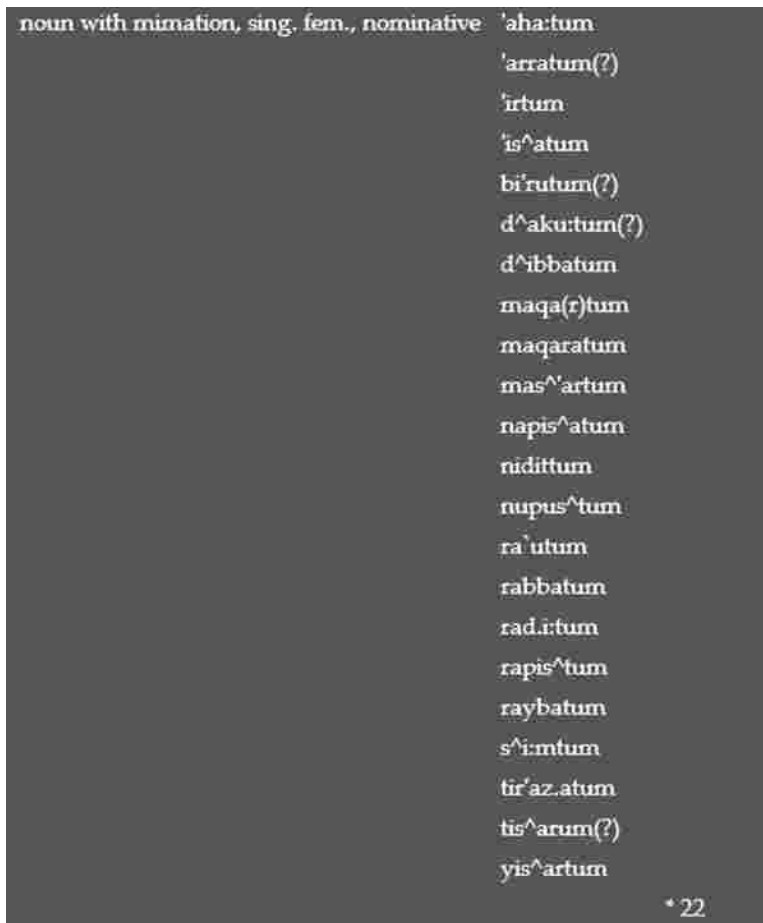 noun with mimation, sing. fem., nominative 'aha:tum
'arratum(?)
'irtum
'is^atum
bi'rutum(?)
d^aku:tum(?)
d^ibbatum
maqa(r)tum
maqaratum
mas^'artum
napis^atum
nidittum
nupus^tum
ra`utum
rabbatum
rad.i:tum
rapis^tum
raybatum
s^i:mtum
tir'az.atum
tis^arum(?)
yis^artum
* 22